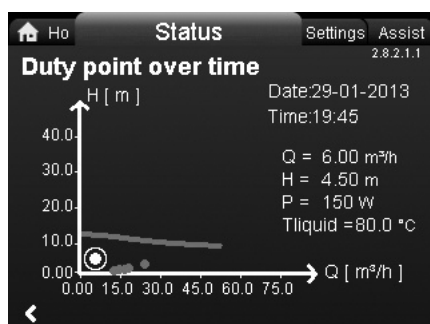 Ho Status Settings Assist
2.8.2.1.1
Duty point over time
H [ m ]
Date:29-01-2013
Time:19:45
40.0
30.0
20.0
10.0
0.00
Q = 6.00 m³/h
H = 4.50 m
P = 150 W
Tliquid =80.0 °C
Q [ m³/h ]
0.00 15.0 30.0 45.0 60.0 75.0